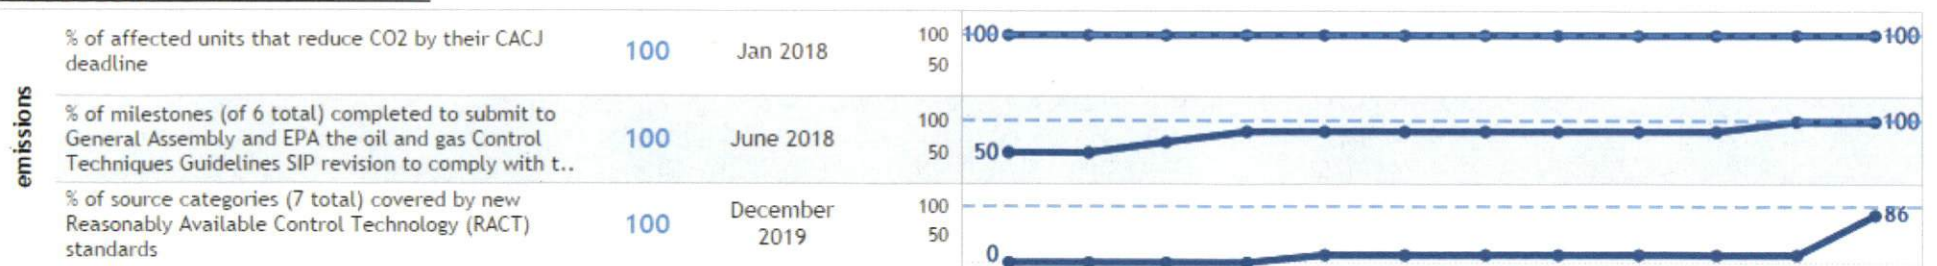 emissions
% of affected units that reduce CO2 by their CACJ
deadline
100
Jan 2018
100
50
100
100
% of milestones (of 6 total) completed to submit to
General Assembly and EPA the oil and gas Control
Techniques Guidelines SIP revision to comply with t..
100
June 2018
100
50
50
100
% of source categories (7 total) covered by new
Reasonably Available Control Technology (RACT)
standards
100
December
2019
100
50
0
86